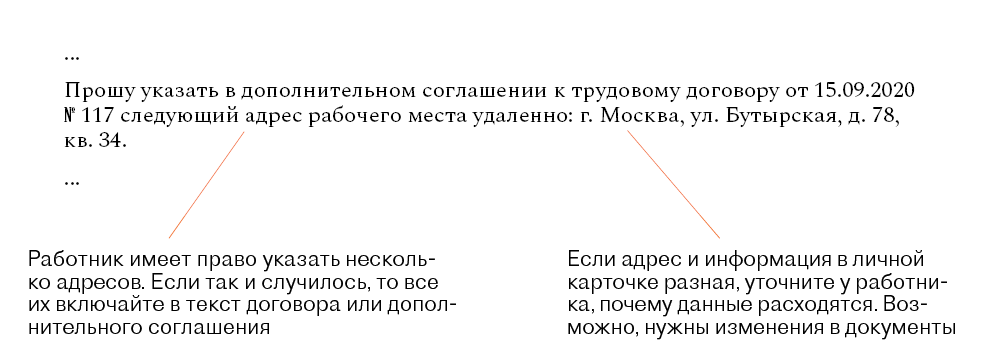 ...
Прошу указать в дополнительном соглашении к трудовому договору от 15.09.2020
№ 117 следующий адрес рабочего места удаленно: г. Москва, ул. Бутырская, д. 78,
кв. 34.
...
Работник имеет право указать несколь-
ко адресов. Если так и случилось, то все
их включайте в текст договора или допол-
нительного соглашения
Если адрес и информация в личной
карточке разная, уточните у работни-
ка, почему данные расходятся. Воз-
можно, нужны изменения в документы